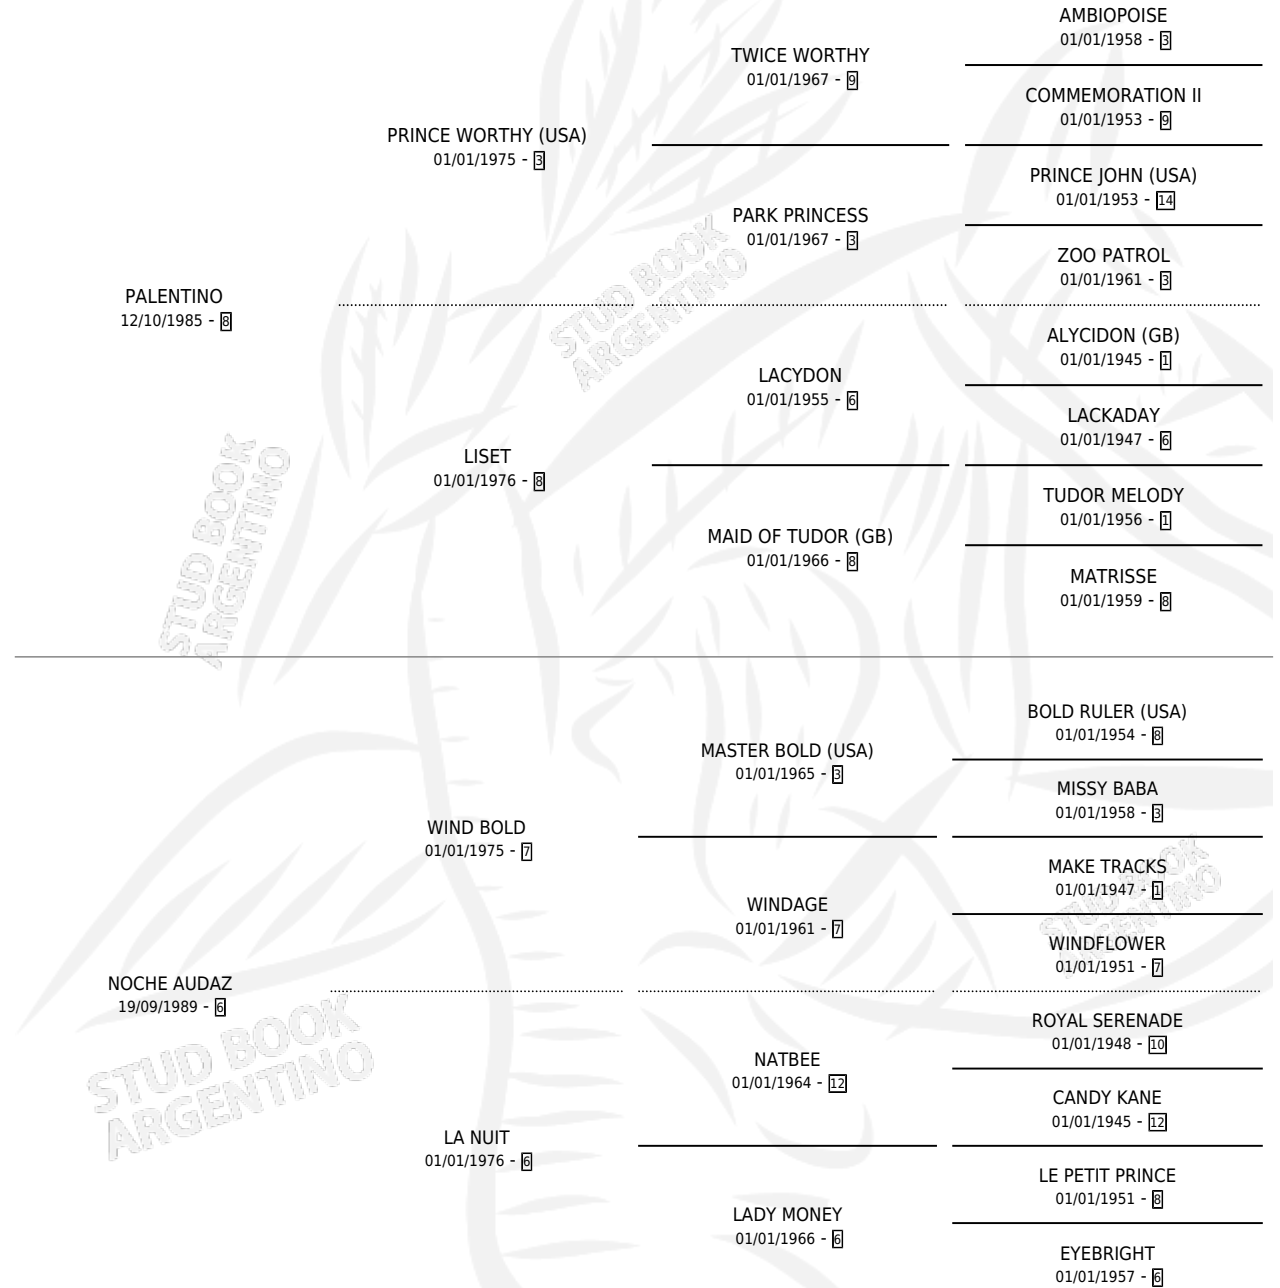 AMBIOPOISE
01/01/1958 - 3
TWICE WORTHY
01/01/1967 - 9
COMMEMORATION II
01/01/1953 - 9
PRINCE WORTHY (USA)
01/01/1975 - 3
PRINCE JOHN (USA)
01/01/1953 - 14
PARK PRINCESS
01/01/1967 - 3
ZOO PATROL
01/01/1961 - 3
PALENTINO
12/10/1985 - 8
STUD BOOK
ARGENTINO
ALYCIDON (GB)
01/01/1945 - 1
LACYDON
01/01/1955 - 6
LACKADAY
01/01/1947 - 6
LISET
01/01/1976 - 8
TUDOR MELODY
01/01/1956 - 1
MAID OF TUDOR (GB)
01/01/1966 - 8
MATRISSE
01/01/1959 - 8
STUD BOOK
ARGENTINO
BOLD RULER (USA)
01/01/1954 - 8
MASTER BOLD (USA)
01/01/1965 - 3
MISSY BABA
01/01/1958 - 3
WIND BOLD
01/01/1975 - 7
MAKE TRACKS
01/01/1947 - 1
WINDAGE
01/01/1961 - 7
WINDFLOWER
01/01/1951 - 7
STUD BOOK
ARGENTINO
NOCHE AUDAZ
19/09/1989 - 6
ROYAL SERENADE
01/01/1948 - 10
NATBEE
01/01/1964 - 12
CANDY KANE
01/01/1945 - 12
STUD BOOK
ARGENTINO
LA NUIT
01/01/1976 - 6
LE PETIT PRINCE
01/01/1951 - 8
LADY MONEY
01/01/1966 - 6
EYEBRIGHT
01/01/1957 - 6